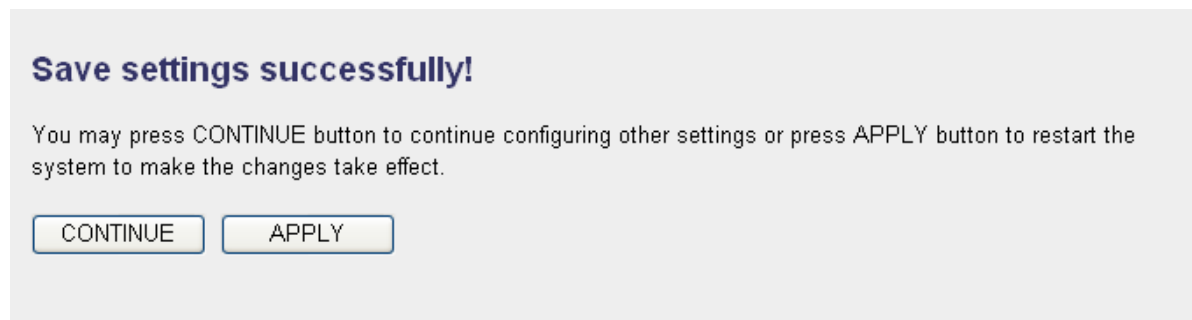 Save settings successfully!
You may press CONTINUE button to continue configuring other settings or press APPLY button to restart the
system to make the changes take effect.
CONTINUE APPLY